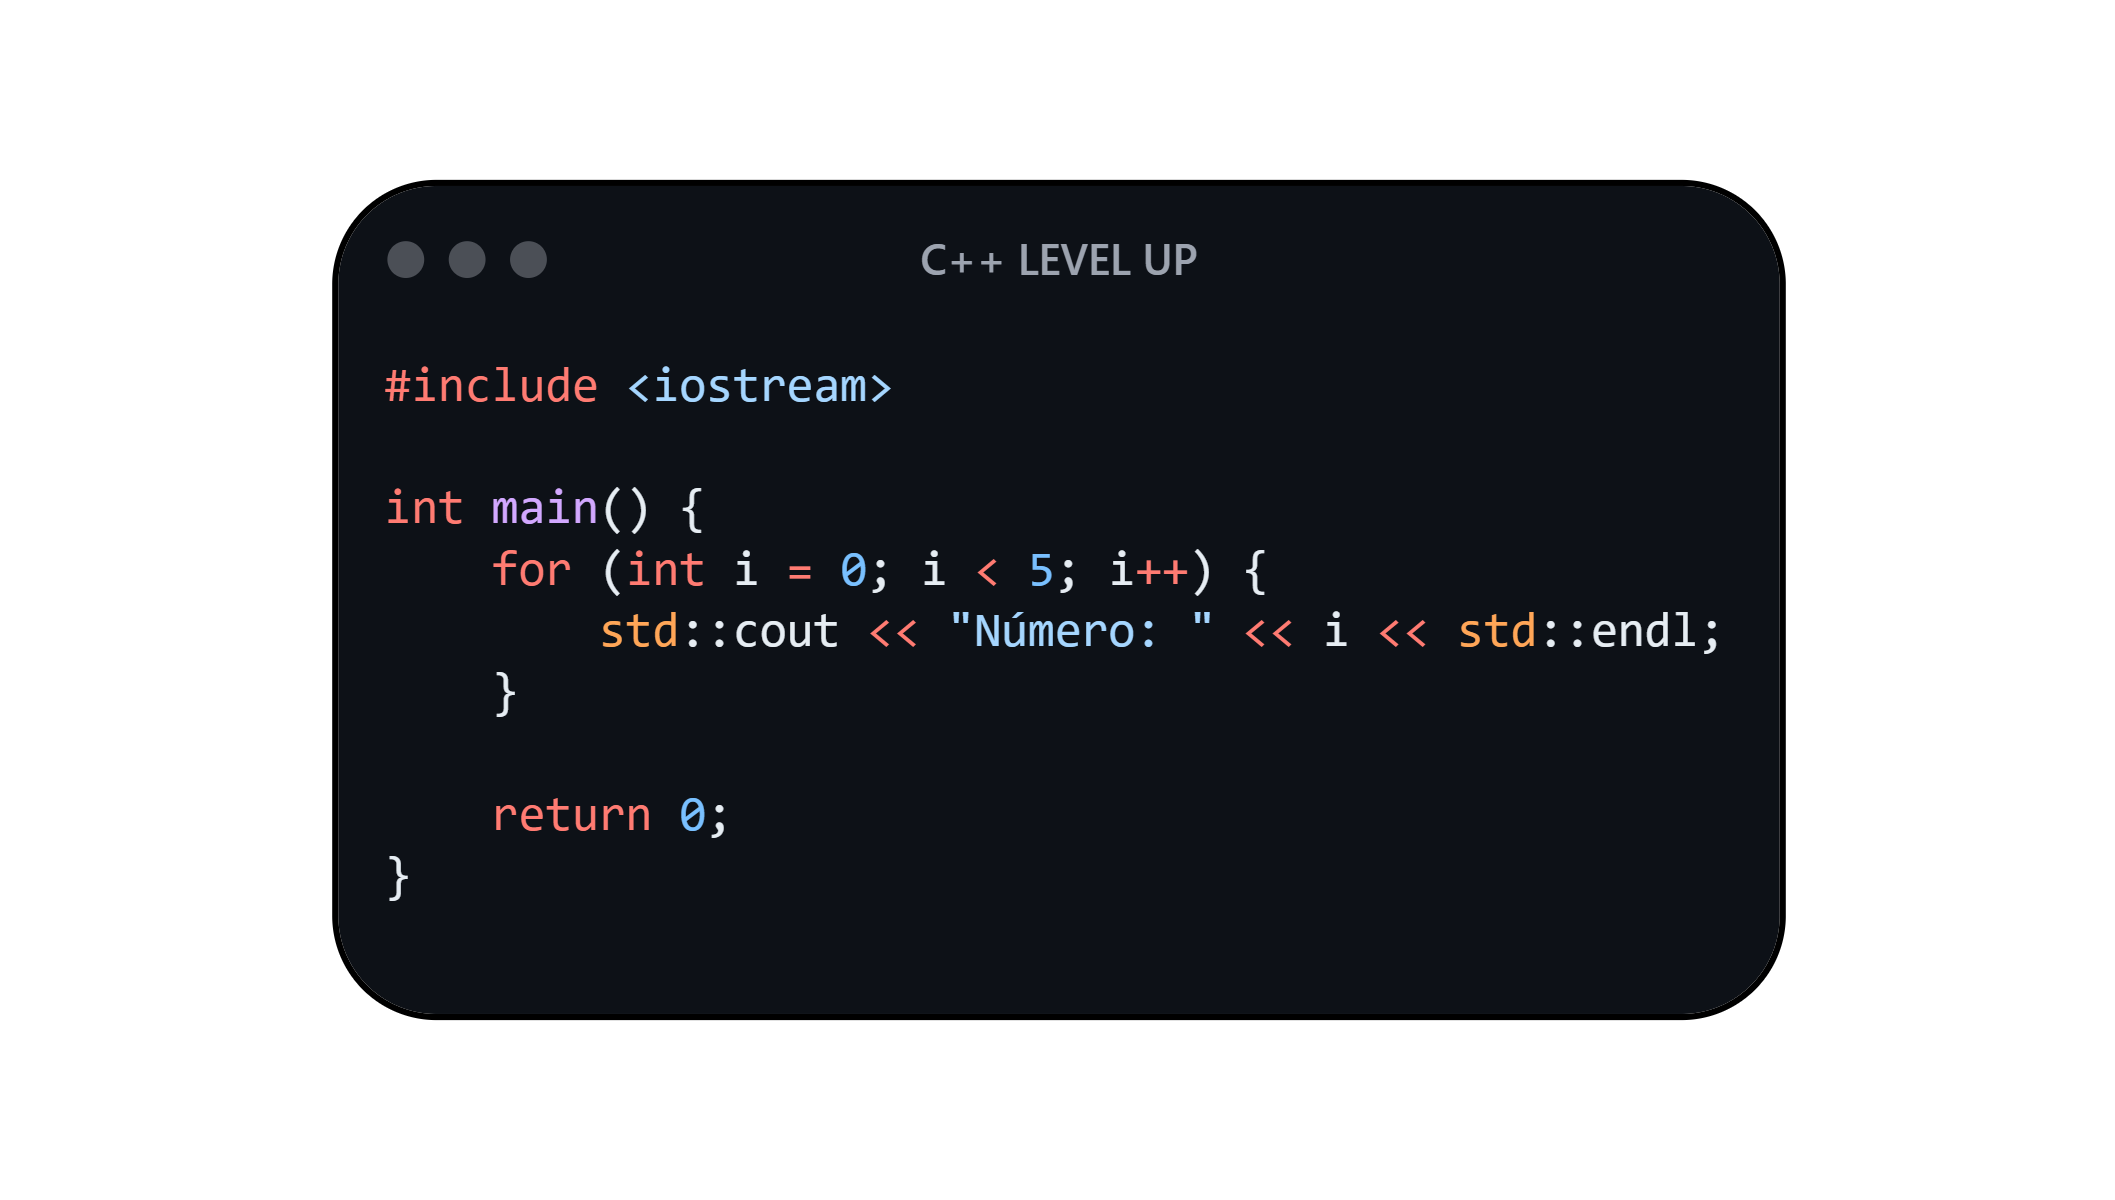 C++ LEVEL UP
#include <iostream>
int main() {
    for (int i = 0; i < 5; i++) {
        std::cout << "Número: " << i << std::endl;
    }
    return 0;
}